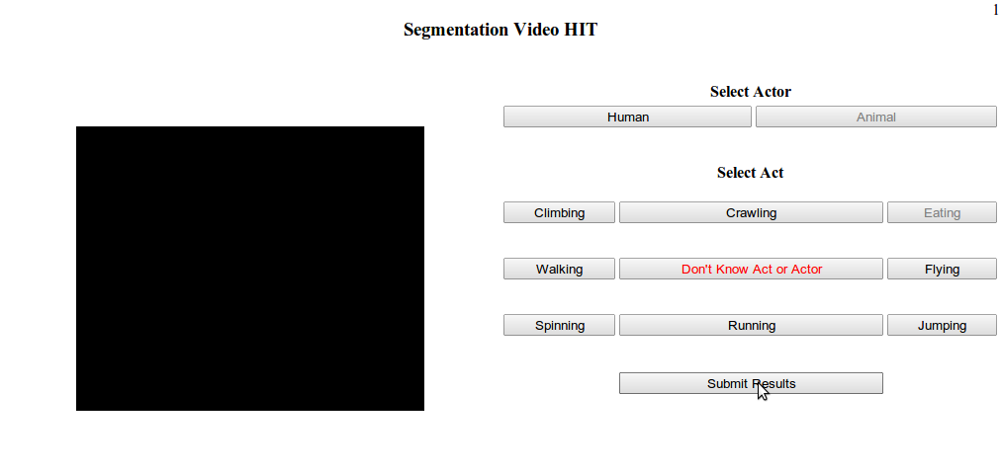 1
Segmentation Video HIT
Select Actor
Human Animal
Select Act
Climbing Crawling Eating
Walking Don't Know Act or Actor Flying
Spinning Running Jumping
Submit Results